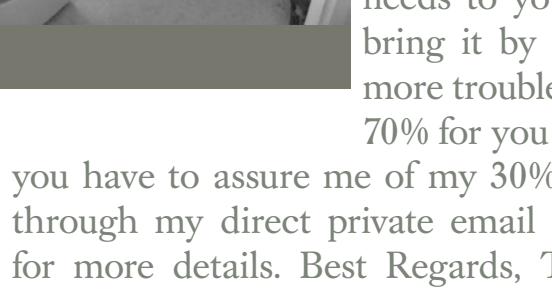 needs to
bring it by
more trouble
70% for you
you have to assure me of my 30%
through my direct private email
for more details. Best Regards,